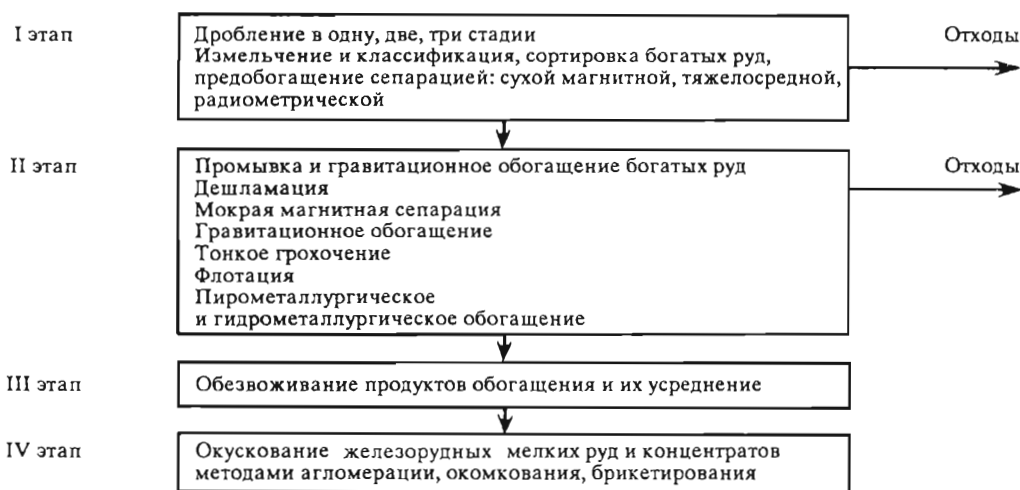 I этап
Дробление в одну, две, три стадии
Измельчение и классификация, сортировка богатых руд,
предобогащение сепарацией: сухой магнитной, тяжелосредной,
радиометрической
Отходы
II этап
Промывка и гравитационное обогащение богатых руд
Дешламация
Мокрая магнитная сепарация
Гравитационное обогащение
Тонкое грохочение
Флотация
Пирометаллургическое
и гидрометаллургическое обогащение
Отходы
III этап
Обезвоживание продуктов обогащения и их усреднение
IV этап
Окускование железорудных мелких руд и концентратов
методами агломерации, окомкования, брикетирования